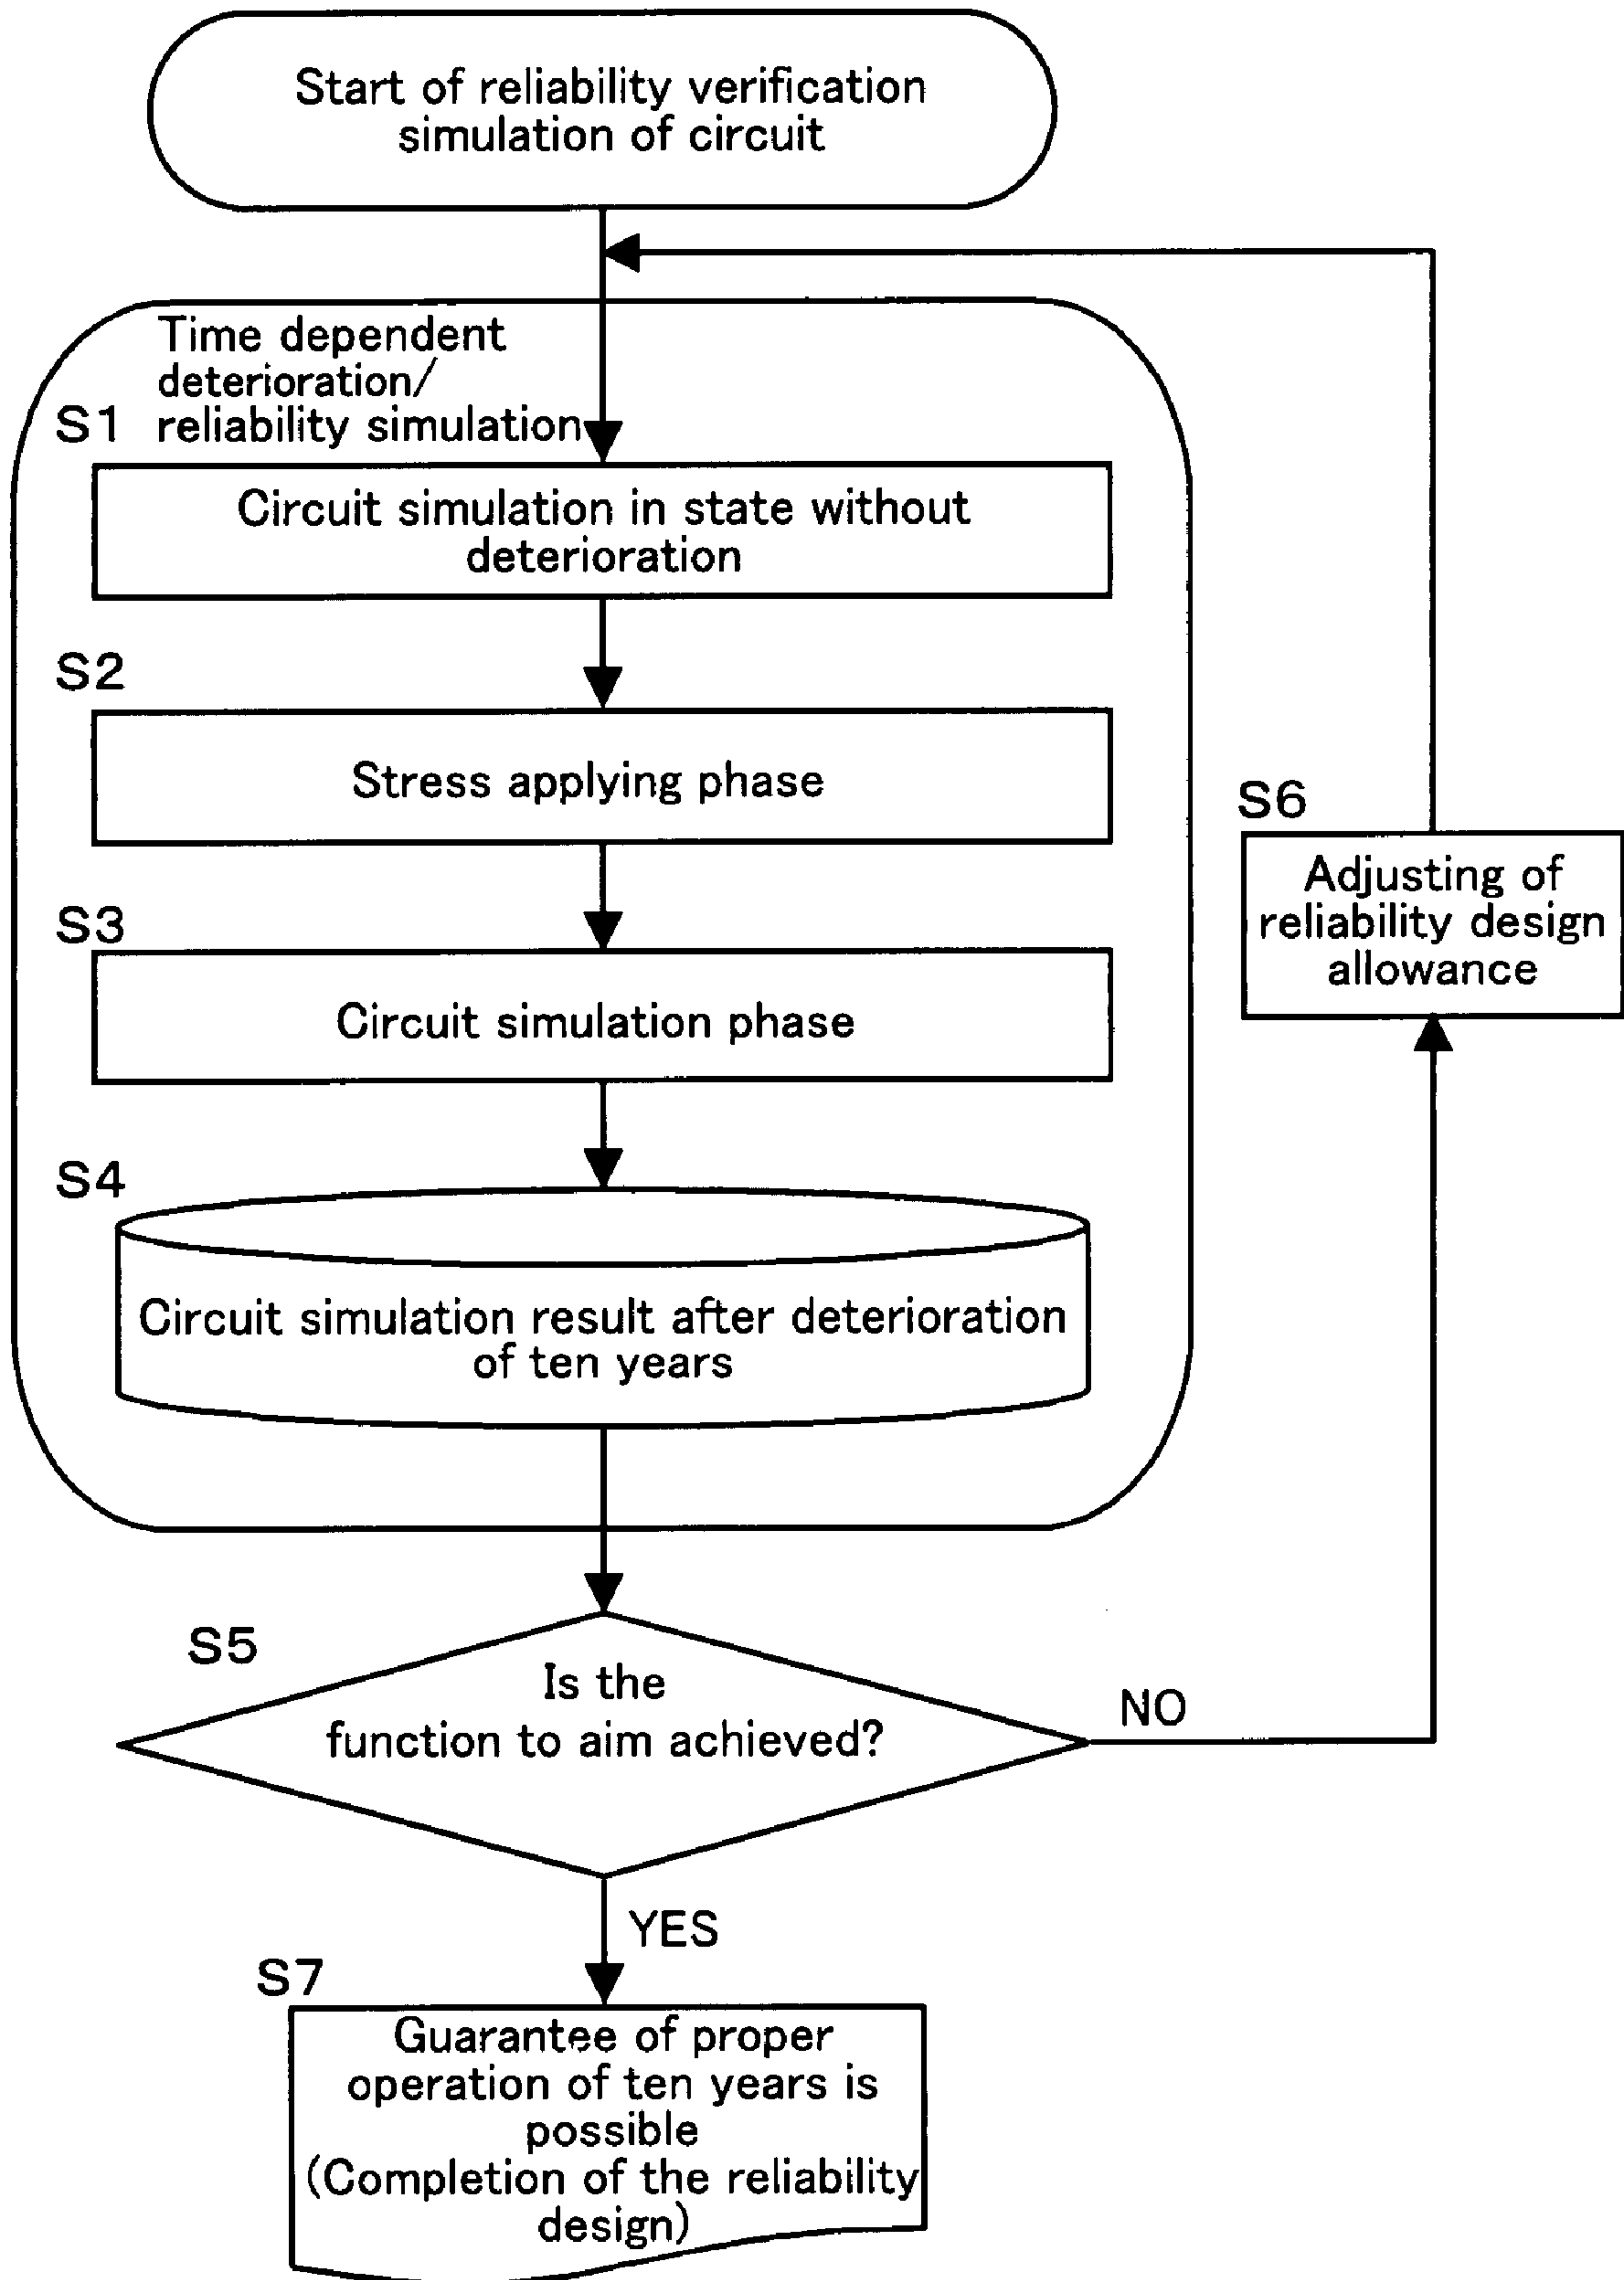 Start of reliability verification
simulation of circuit
Time dependent
deterioration/
S1 reliability simulation
Circuit simulation in state without
deterioration
S2
Stress applying phase
S3
Circuit simulation phase
S4
Circuit simulation result after deterioration
of ten years
S6
Adjusting of
reliability design
allowance
S5
Is the
function to aim achieved?
NO
YES
S7
Guarantee of proper
operation of ten years is
possible
(Completion of the reliability
design)